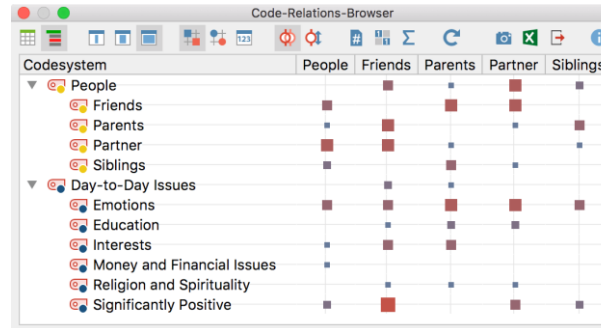 Code-Relations-Browser
123
Codesystem People Friends Parents Partner Siblings
People
Friends
Parents
Partner
Siblings
Day-to-Day Issues
Emotions
Education
Interests
Money and Financial Issues
Religion and Spirituality
Significantly Positive